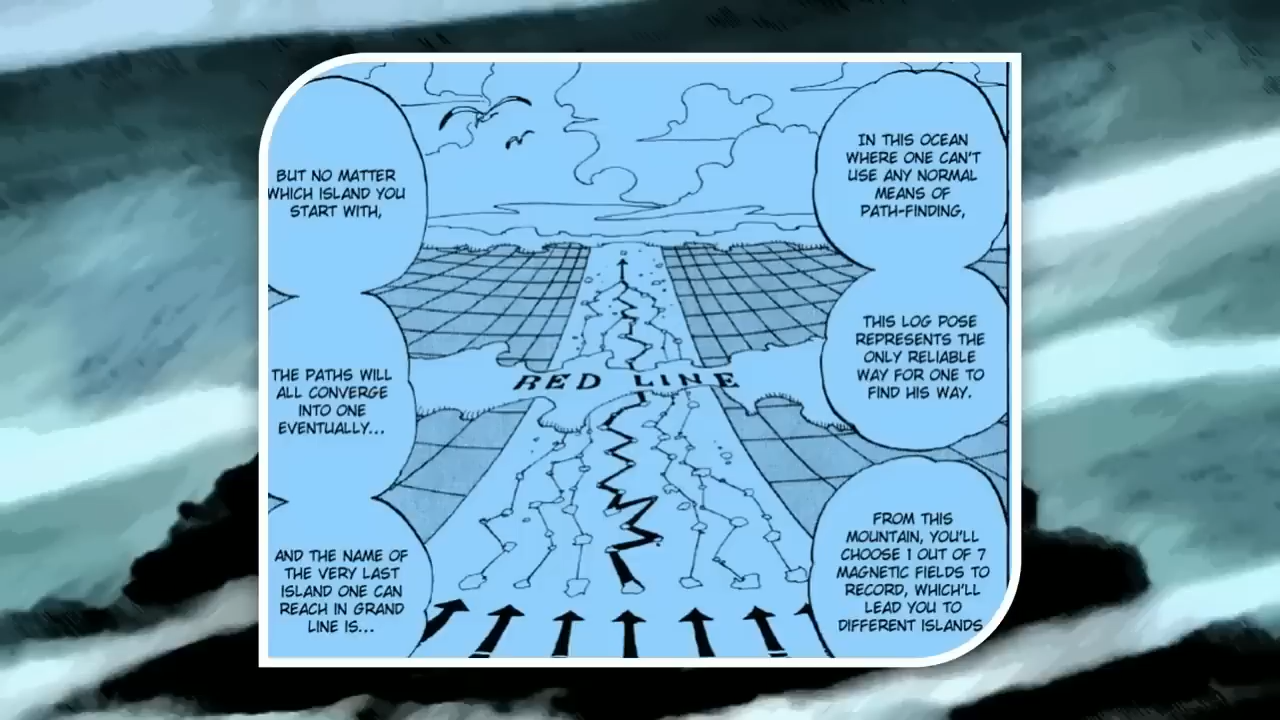 IN THIS OCEAN
WHERE ONE CAN'T
USE ANY NORMAL
MEANS OF
PATH-FINDING,
THIS LOG POSE
REPRESENTS THE
ONLY RELIABLE
WAY FOR ONE TO
FIND HIS WAY.
FROM THIS
MOUNTAIN, YOU'LL
CHOOSE 1 OUT OF 7
MAGNETIC FIELDS TO
RECORD, WHICH'LL
LEAD YOU TO
DIFFERENT ISLANDS
RED LINE
BUT NO MATTER
WHICH ISLAND YOU
START WITH,
THE PATHS WILL
ALL CONVERGE
INTO ONE
EVENTUALLY...
AND THE NAME OF
THE VERY LAST
ISLAND ONE CAN
REACH IN GRAND
LINE IS...